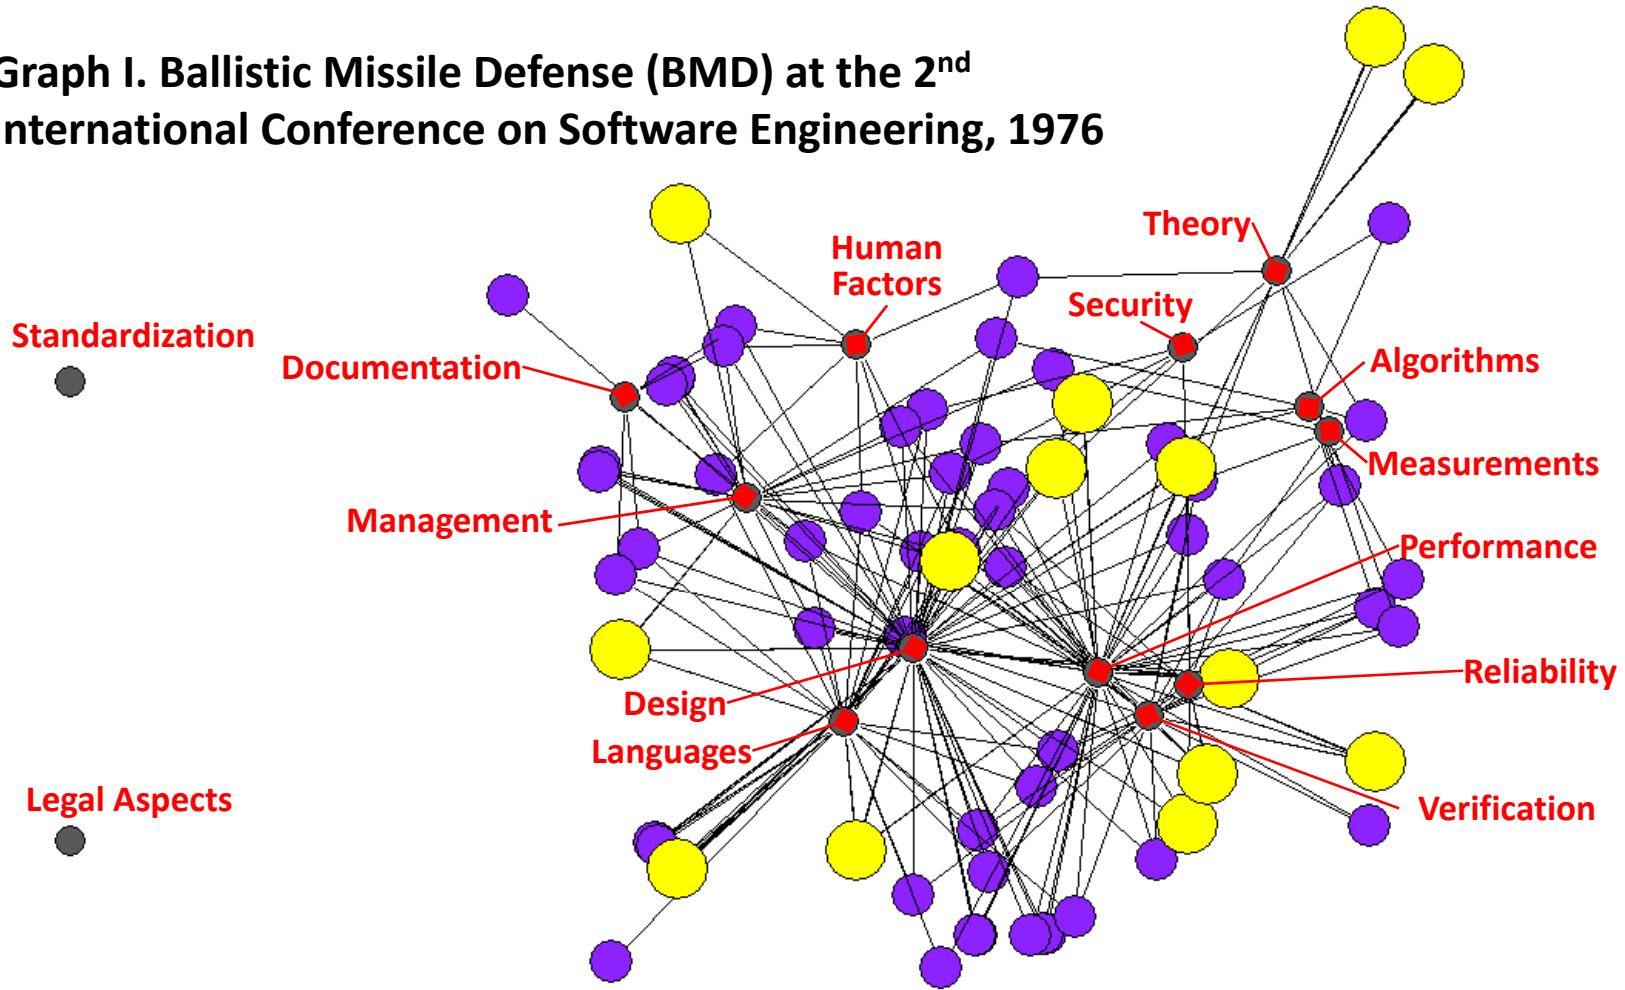 Graph I. Ballistic Missile Defense (BMD) at the 2nd
International Conference on Software Engineering, 1976
Theory
Human
Factors
Security
Standardization
Documentation
Algorithms
Measurements
Management
Performance
Reliability
Design
Languages
Legal Aspects
Verification